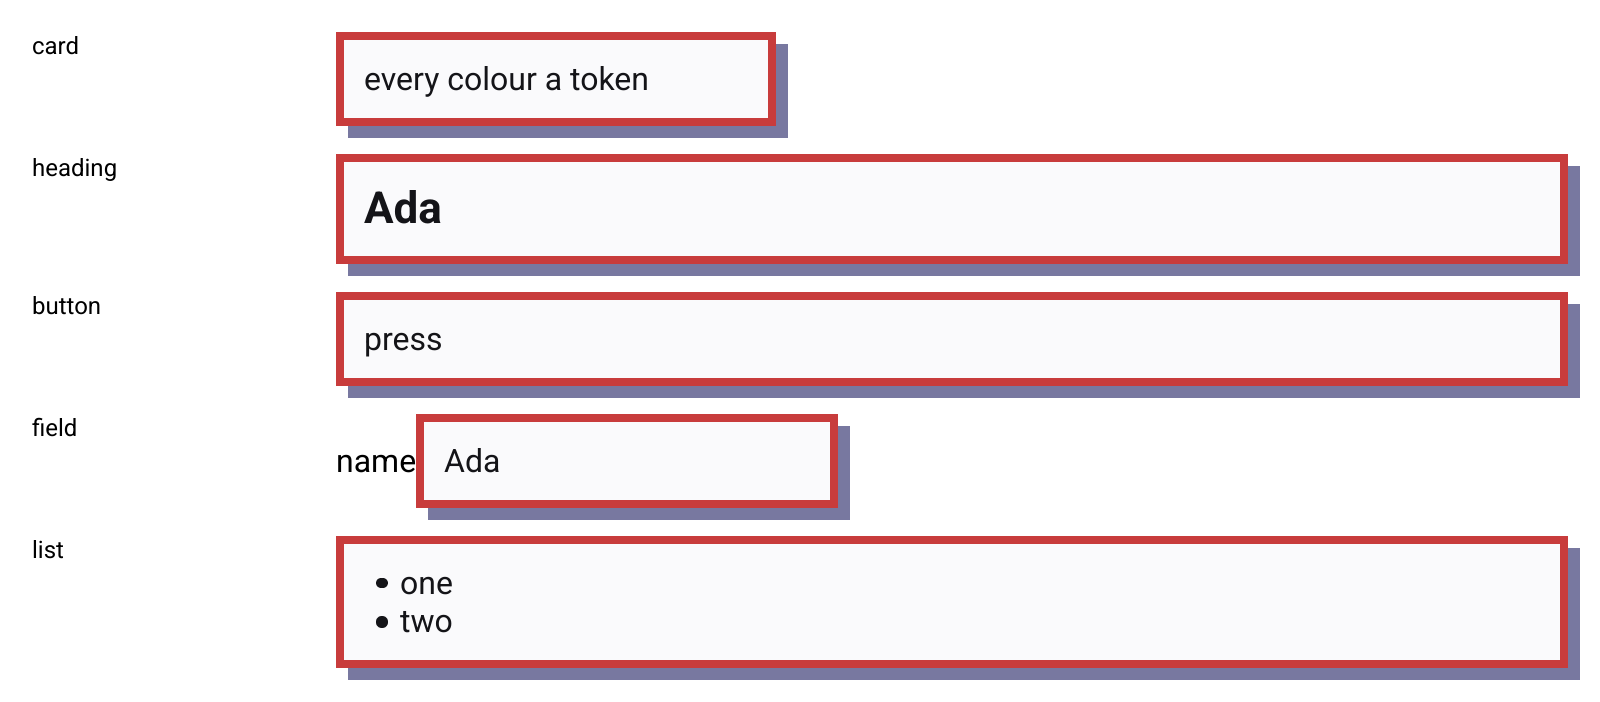 card
every colour a token
heading
Ada
button
press
field
name Ada
list
• one
• two